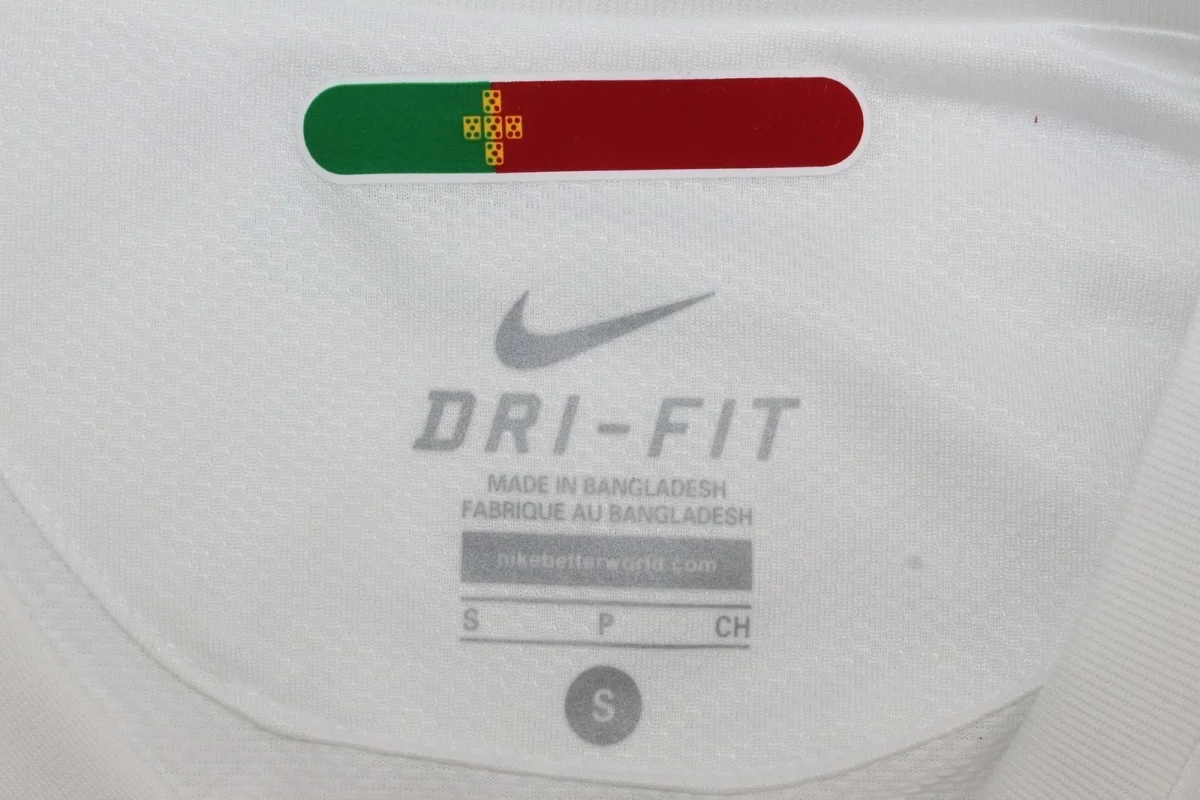 DRI-FIT
MADE IN BANGLADESH
FABRIQUE AU BANGLADESH
nikebetterworld.com
S P CH
S